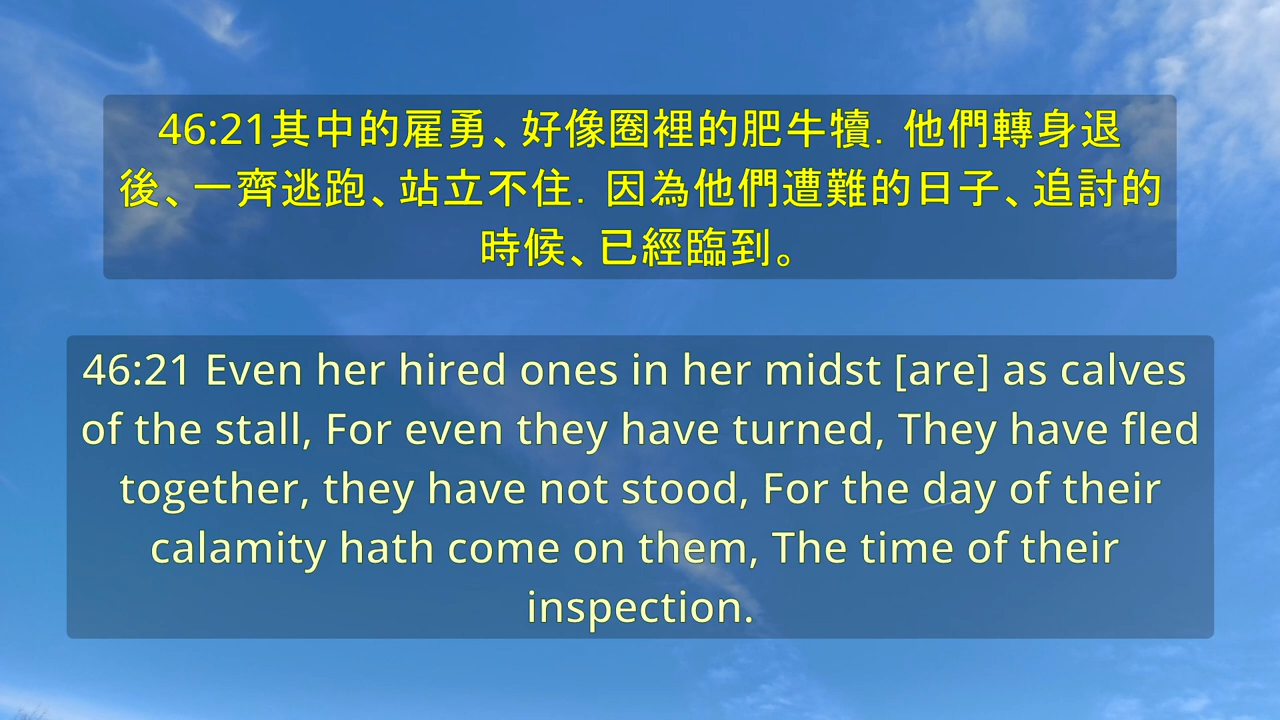 46:21其中的雇勇、好像圈裡的肥牛犢．他們轉身退
後、一齊逃跑、站立不住．因為他們遭難的日子、追討的
時候、已經臨到。
46:21 Even her hired ones in her midst [are] as calves
of the stall, For even they have turned, They have fled
together, they have not stood, For the day of their
calamity hath come on them, The time of their
inspection.